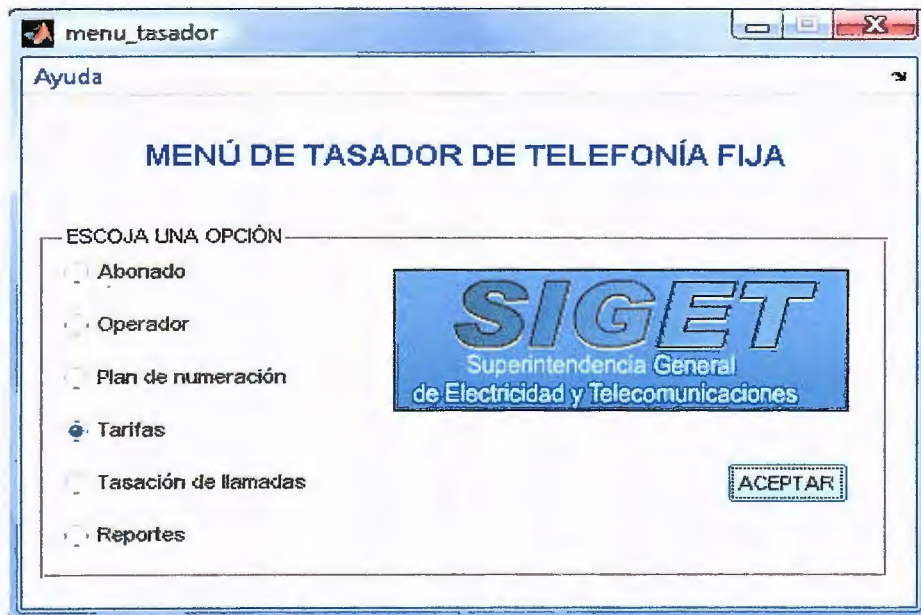 menu_tasador
Ayuda
MENÚ DE TASADOR DE TELEFONÍA FIJA
ESCOJA UNA OPCIÓN
Abonado
Operador
Plan de numeración
Tarifas
Tasación de llamadas
Reportes
SIGET
Superintendencia General
de Electricidad y Telecomunicaciones
ACEPTAR